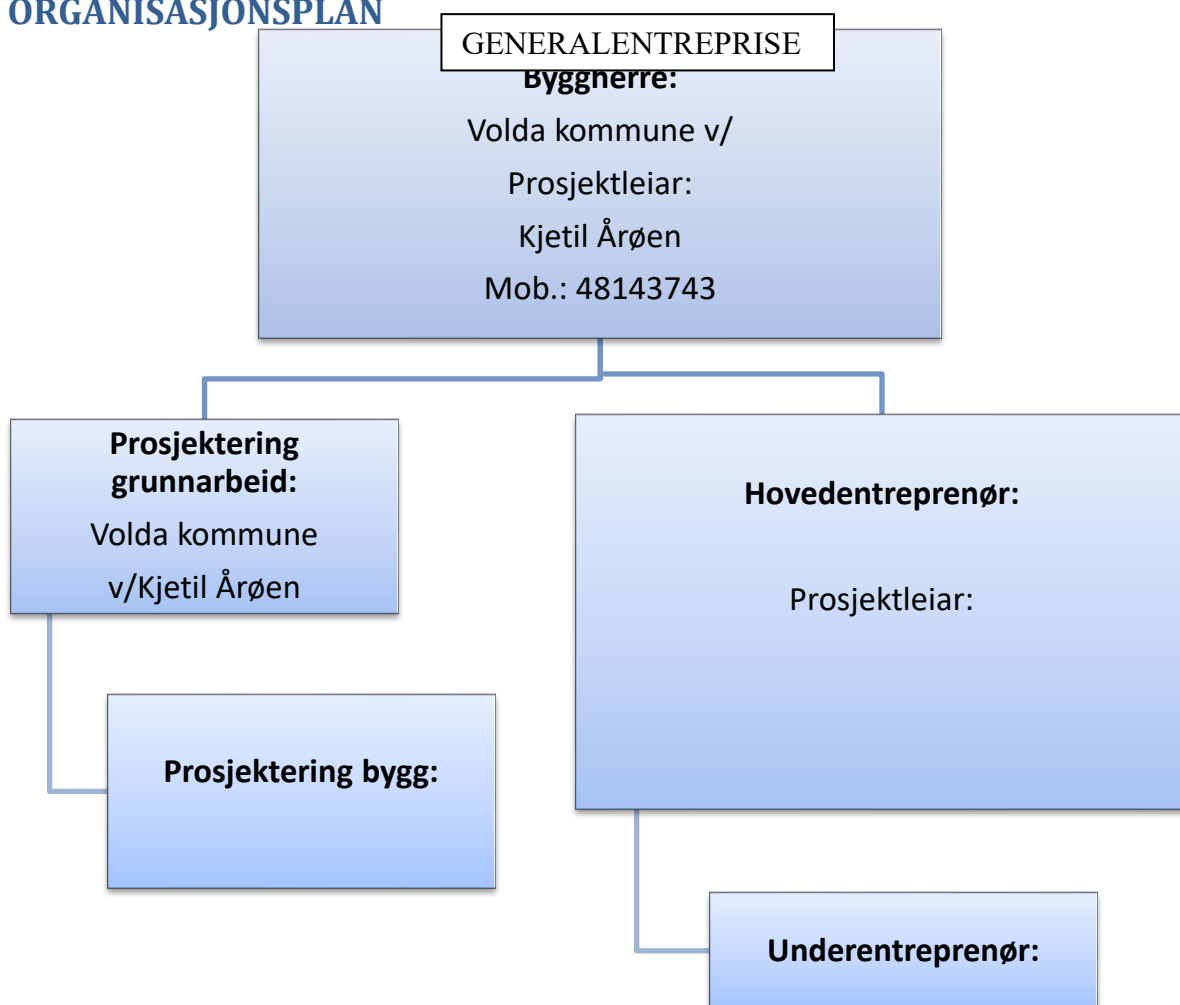 ORGANISASJONSPLAN
GENERALENTREPRISE
Byggherre:
Volda kommune v/
Prosjektleiar:
Kjetil Årøen
Mob.: 48143743
Prosjektering
grunnarbeid:
Volda kommune
v/Kjetil Årøen
Hovedentreprenør:
Prosjektleiar:
Prosjektering bygg:
Underentreprenør: